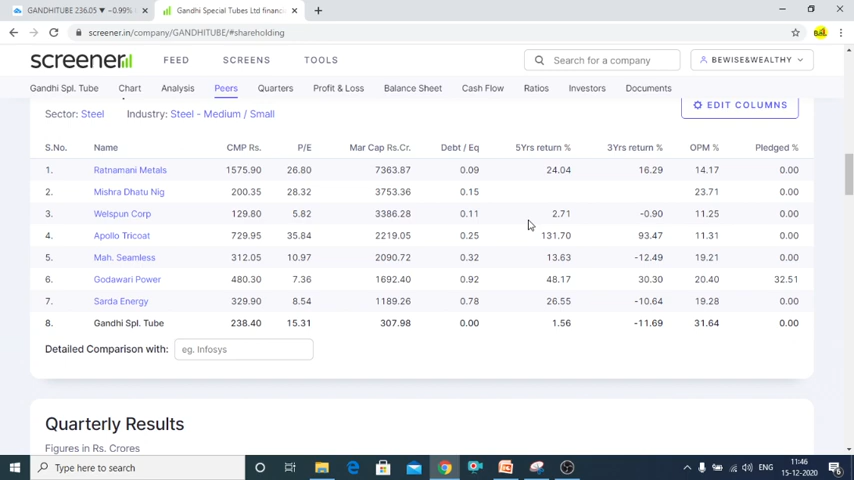 GANDHITUBE 236.05 ▼ -0.99%
Gandhi Special Tubes Ltd financ
screener.in/company/GANDHITUBE/#shareholding
screener FEED SCREENS TOOLS Search for a company BEWISE&WEALTHY
Gandhi Spl. Tube Chart Analysis Peers Quarters Profit & Loss Balance Sheet Cash Flow Ratios Investors Documents
Sector: Steel Industry: Steel - Medium / Small EDIT COLUMNS
S.No. Name CMP Rs. P/E Mar Cap Rs.Cr. Debt / Eq 5Yrs return % 3Yrs return % OPM % Pledged %
1. Ratnamani Metals 1575.90 26.80 7363.87 0.09 24.04 16.29 14.17 0.00
2. Mishra Dhatu Nig 200.35 28.32 3753.36 0.15 23.71 0.00
3. Welspun Corp 129.80 5.82 3386.28 0.11 2.71 -0.90 11.25 0.00
4. Apollo Tricoat 729.95 35.84 2219.05 0.25 131.70 93.47 11.31 0.00
5. Mah. Seamless 312.05 10.97 2090.72 0.32 13.63 -12.49 19.21 0.00
6. Godawari Power 480.30 7.36 1692.40 0.92 48.17 30.30 20.40 32.51
7. Sarda Energy 329.90 8.54 1189.26 0.78 26.55 -10.64 19.28 0.00
8. Gandhi Spl. Tube 238.40 15.31 307.98 0.00 1.56 -11.69 31.64 0.00
Detailed Comparison with: eg. Infosys
Quarterly Results
Figures in Rs. Crores
Type here to search
ENG
11:46
15-12-2020